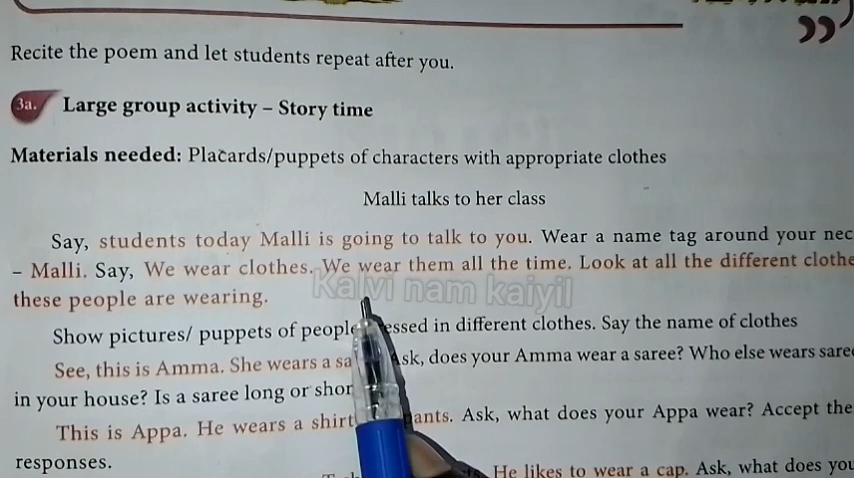 Recite the poem and let students repeat after you.
3a. Large group activity – Story time
Materials needed: Placards/puppets of characters with appropriate clothes
Malli talks to her class
Say, students today Malli is going to talk to you. Wear a name tag around your nec
– Malli. Say, We wear clothes. We wear them all the time. Look at all the different clothe
Kalvi nam kaiyil
these people are wearing.
Show pictures/ puppets of people essed in different clothes. Say the name of clothes
See, this is Amma. She wears a sa Ask, does your Amma wear a saree? Who else wears saree
in your house? Is a saree long or shor
This is Appa. He wears a shirt pants. Ask, what does your Appa wear? Accept the
responses.
He likes to wear a cap. Ask, what does you